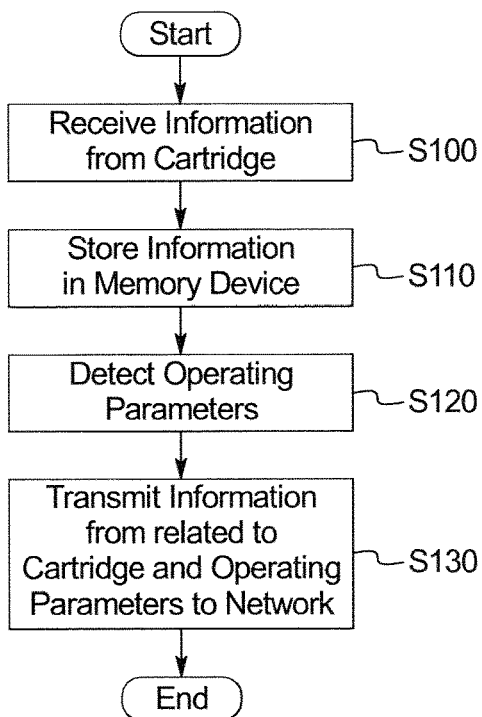 Start
Receive Information
from Cartridge
S100
Store Information
in Memory Device
S110
Detect Operating
Parameters
S120
Transmit Information
from related to
Cartridge and Operating
Parameters to Network
S130
End